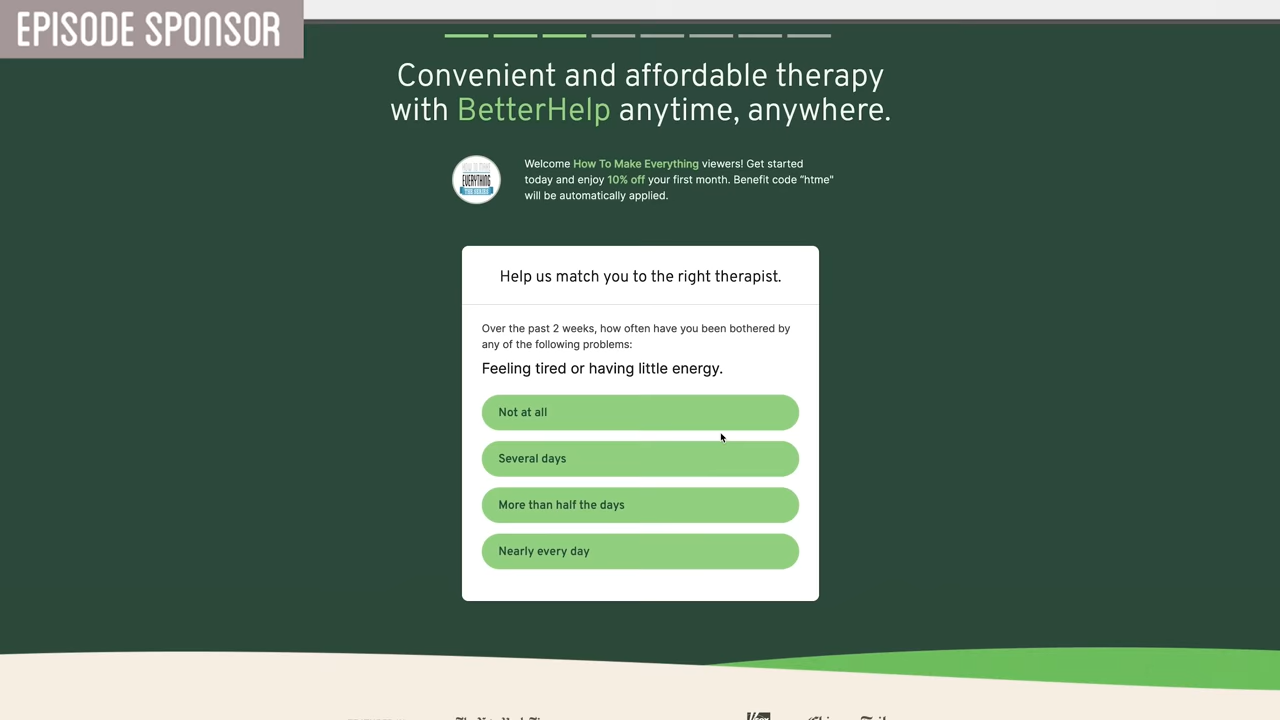 EPISODE SPONSOR
Convenient and affordable therapy
with BetterHelp anytime, anywhere.
Welcome How To Make Everything viewers! Get started
today and enjoy 10% off your first month. Benefit code "htme"
will be automatically applied.
EVERYTHING
Help us match you to the right therapist.
Over the past 2 weeks, how often have you been bothered by
any of the following problems:
Feeling tired or having little energy.
Not at all
Several days
More than half the days
Nearly every day